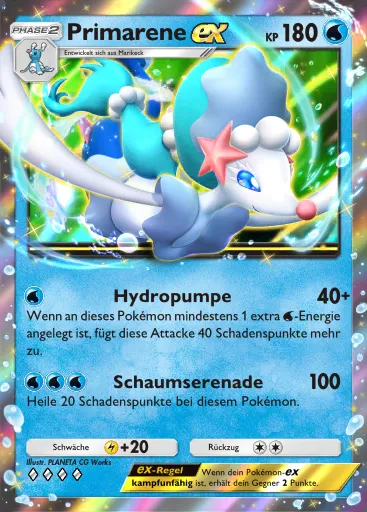 PHASE 2 Primarene ex KP 180
Entwickelt sich aus Marikeck
Hydropumpe 40+
Wenn an dieses Pokémon mindestens 1 extra -Energie
angelegt ist, fügt diese Attacke 40 Schadenspunkte mehr
zu.
Schaumserenade 100
Heile 20 Schadenspunkte bei diesem Pokémon.
Schwäche +20 Rückzug
Illustr. PLANETA CG Works
ex-Regel Wenn dein Pokémon-ex
kampfunfähig ist, erhält dein Gegner 2 Punkte.